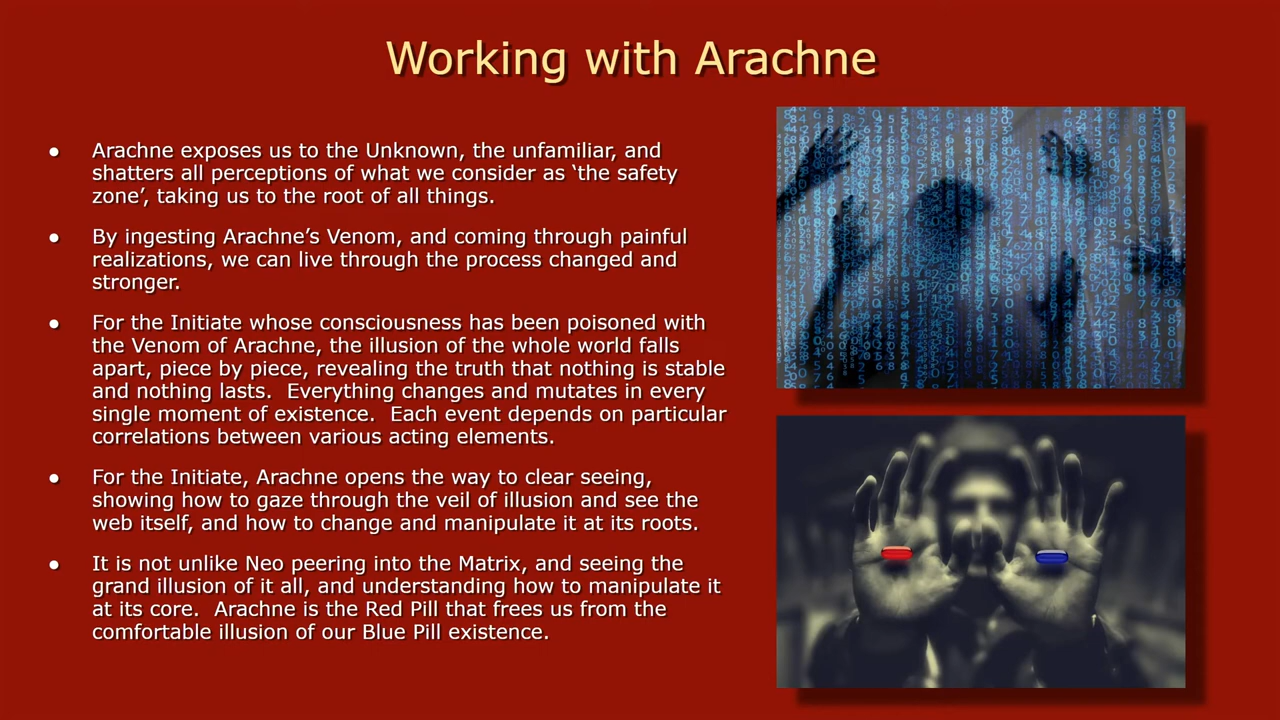 Working with Arachne
● Arachne exposes us to the Unknown, the unfamiliar, and
shatters all perceptions of what we consider as ‘the safety
zone’, taking us to the root of all things.
● By ingesting Arachne’s Venom, and coming through painful
realizations, we can live through the process changed and
stronger.
● For the Initiate whose consciousness has been poisoned with
the Venom of Arachne, the illusion of the whole world falls
apart, piece by piece, revealing the truth that nothing is stable
and nothing lasts.  Everything changes and mutates in every
single moment of existence.  Each event depends on particular
correlations between various acting elements.
● For the Initiate, Arachne opens the way to clear seeing,
showing how to gaze through the veil of illusion and see the
web itself, and how to change and manipulate it at its roots.
● It is not unlike Neo peering into the Matrix, and seeing the
grand illusion of it all, and understanding how to manipulate it
at its core.  Arachne is the Red Pill that frees us from the
comfortable illusion of our Blue Pill existence.